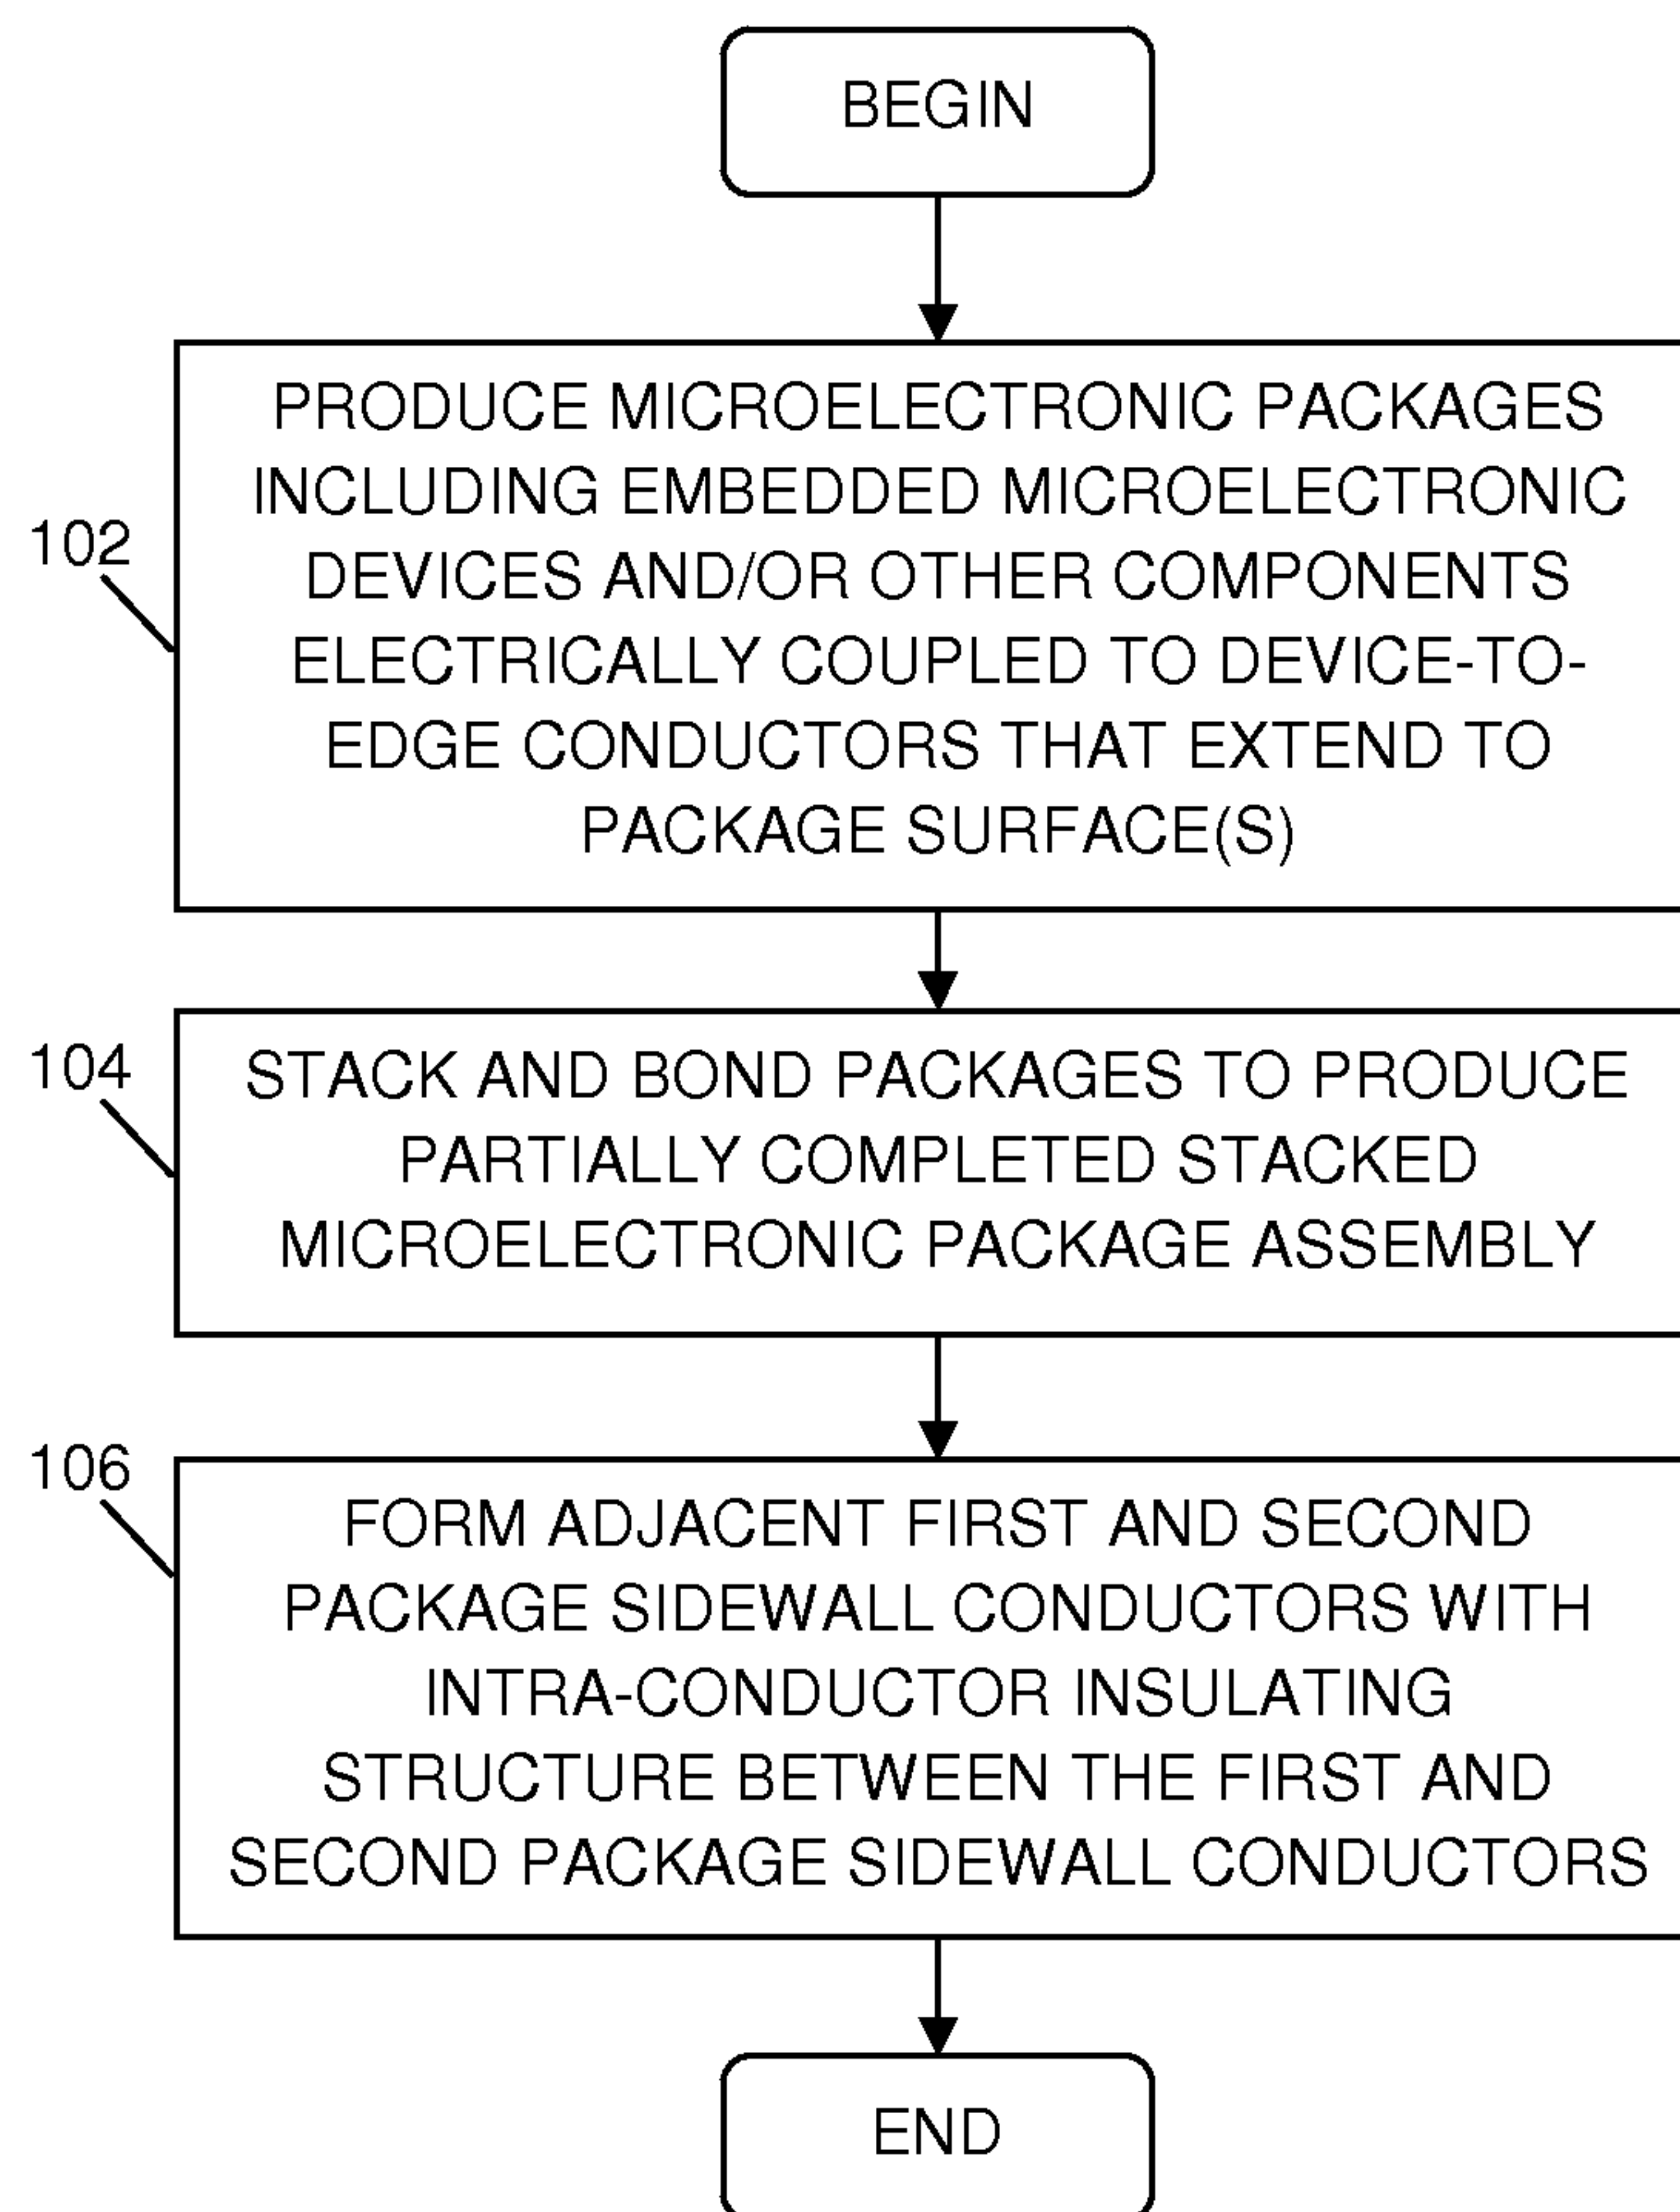 BEGIN
102
PRODUCE MICROELECTRONIC PACKAGES
INCLUDING EMBEDDED MICROELECTRONIC
DEVICES AND/OR OTHER COMPONENTS
ELECTRICALLY COUPLED TO DEVICE-TO-
EDGE CONDUCTORS THAT EXTEND TO
PACKAGE SURFACE(S)
104
STACK AND BOND PACKAGES TO PRODUCE
PARTIALLY COMPLETED STACKED
MICROELECTRONIC PACKAGE ASSEMBLY
106
FORM ADJACENT FIRST AND SECOND
PACKAGE SIDEWALL CONDUCTORS WITH
INTRA-CONDUCTOR INSULATING
STRUCTURE BETWEEN THE FIRST AND
SECOND PACKAGE SIDEWALL CONDUCTORS
END